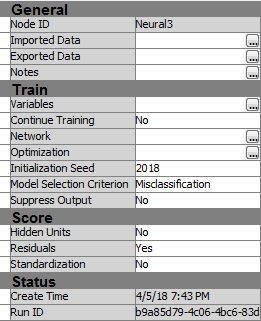 General
Node ID Neural3
Imported Data ...
Exported Data ...
Notes ...
Train
Variables ...
Continue Training No
Network ...
Optimization ...
Initialization Seed 2018
Model Selection Criterion Misclassification
Suppress Output No
Score
Hidden Units No
Residuals Yes
Standardization No
Status
Create Time 4/5/18 7:43 PM
Run ID b9a85d79-4c06-4bc6-83d